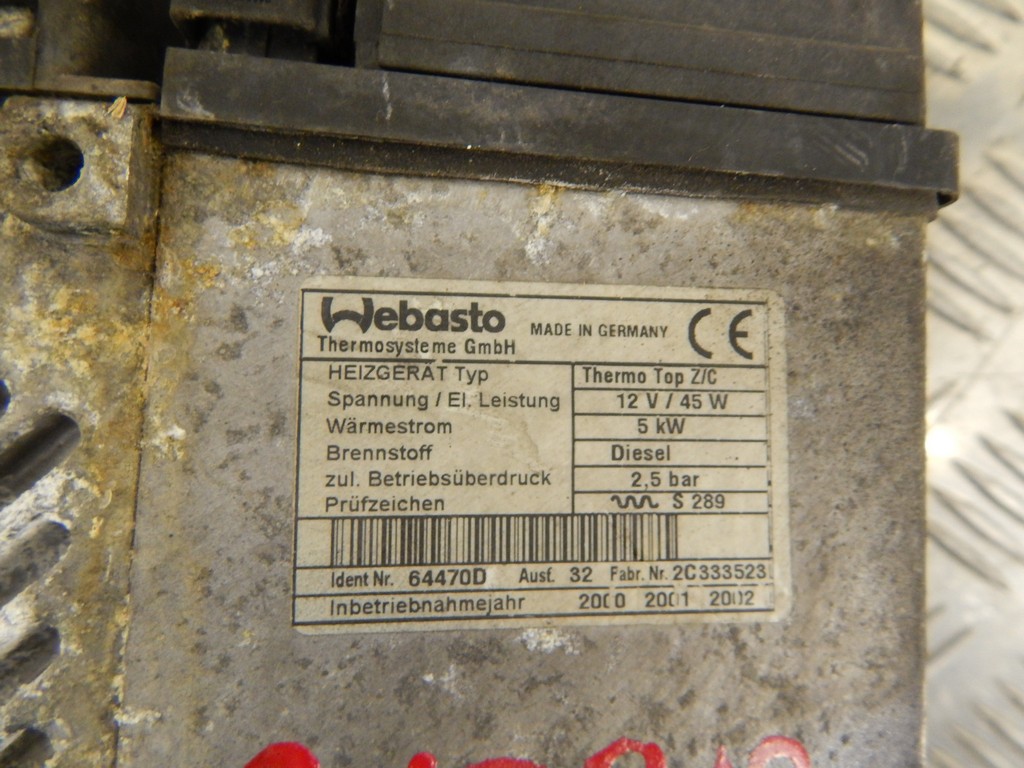 Webasto
Thermosysteme GmbH
MADE IN GERMANY CE
HEIZGERÄT Typ Thermo Top Z/C
Spannung / El. Leistung 12 V / 45 W
Wärmestrom 5 kW
Brennstoff Diesel
zul. Betriebsüberdruck 2,5 bar
Prüfzeichen S 289
Ident Nr. 64470D Ausf. 32 Fabr. Nr. 2C333523
Inbetriebnahmejahr 2000 2001 2002